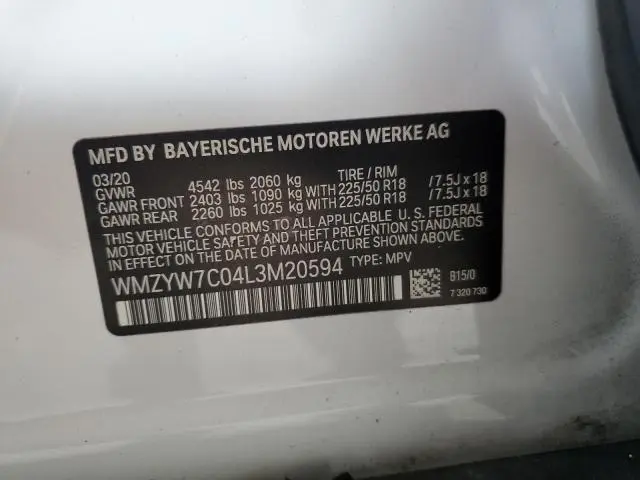 MFD BY BAYERISCHE MOTOREN WERKE AG
03/20 TIRE / RIM
GVWR 4542 lbs 2060 kg
GAWR FRONT 2403 lbs 1090 kg WITH 225/50 R18 /7.5J x 18
GAWR REAR 2260 lbs 1025 kg WITH 225/50 R18 /7.5J x 18
THIS VEHICLE CONFORMS TO ALL APPLICABLE U. S. FEDERAL
MOTOR VEHICLE SAFETY AND THEFT PREVENTION STANDARDS
IN EFFECT ON THE DATE OF MANUFACTURE SHOWN ABOVE.
WMZYW7C04L3M20594 TYPE: MPV
B15/0
7 320 730